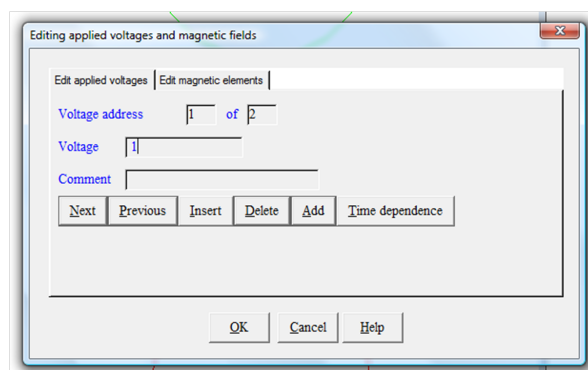 Editing applied voltages and magnetic fields
Edit applied voltages Edit magnetic elements
Voltage address 1 of 2
Voltage 1
Comment
Next Previous Insert Delete Add Time dependence
OK Cancel Help